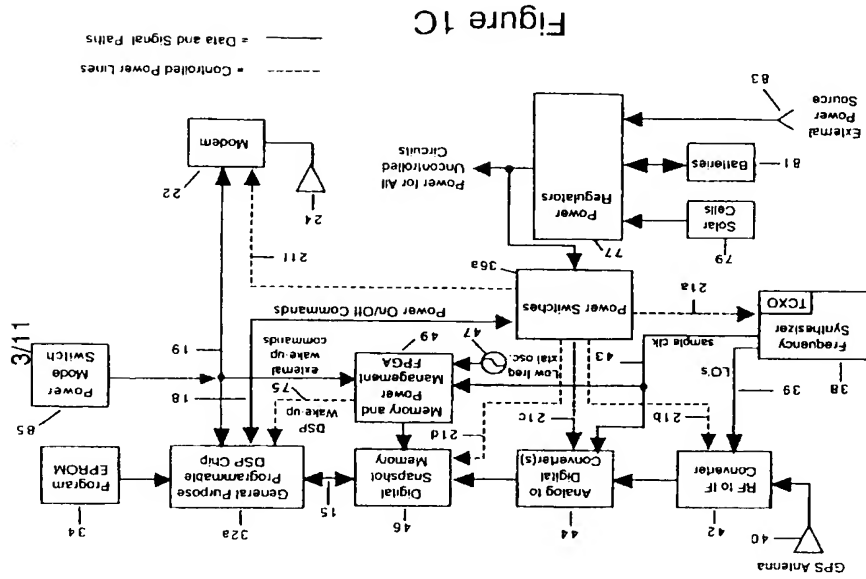 GPS Antenna
40
42
44
46
32a
34
RF to IF
Converter
Analog to
Digital
Converter(s)
Digital
Snapshot
Memory
15
General Purpose
Programmable
DSP Chip
Program
EPROM
38
39
LO's
21b
21c
21d
DSP
Wake-up
75
18
19
85
Frequency
Synthesizer
TCXO
sample clk
43
Low freq
xtal osc.
47
Memory and
Power
Management
FPGA
49
external
wake-up
commands
Power
Mode
Switch
3/11
21a
Power Switches
36a
Power On/Off Commands
21f
79
Solar
Cells
77
Power
Regulators
Power for All
Uncontrolled
Circuits
24
22
Modem
Batteries
81
External
Power
Source
83
= Controlled Power Lines
= Data and Signal Paths
Figure 1C